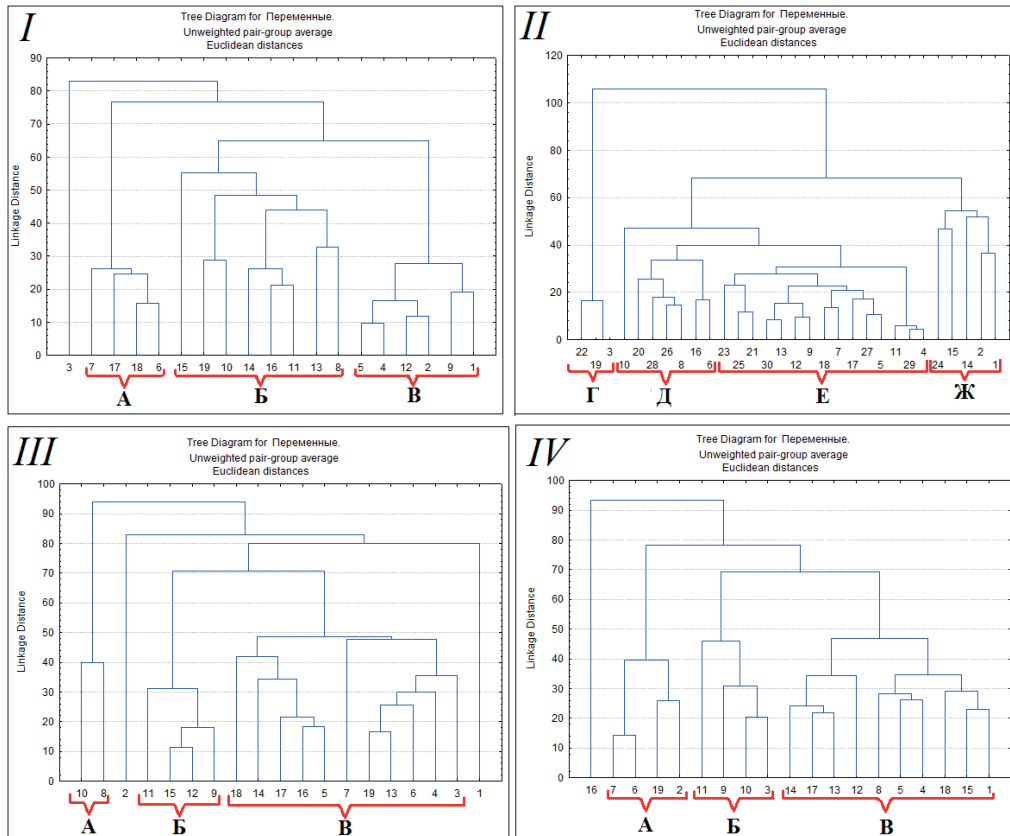 I
Tree Diagram for Переменные.
Unweighted pair-group average
Euclidean distances
90
80
70
60
50
40
30
20
10
0
Linkage Distance
3 7 17 18 6 15 19 10 14 16 11 13 8 5 4 12 2 9 1
А Б В
II
Tree Diagram for Переменные.
Unweighted pair-group average
Euclidean distances
120
100
80
60
40
20
0
Linkage Distance
22 3 20 26 16 23 21 13 9 7 27 11 4 15 2
19 10 28 8 6 25 30 12 18 17 5 29 24 14 1
Г Д Е Ж
III
Tree Diagram for Переменные.
Unweighted pair-group average
Euclidean distances
100
90
80
70
60
50
40
30
20
10
0
Linkage Distance
10 8 2 11 15 12 9 18 14 17 16 5 7 19 13 6 4 3 1
А Б В
IV
Tree Diagram for Переменные.
Unweighted pair-group average
Euclidean distances
100
90
80
70
60
50
40
30
20
10
0
Linkage Distance
16 7 6 19 2 11 9 10 3 14 17 13 12 8 5 4 18 15 1
А Б В